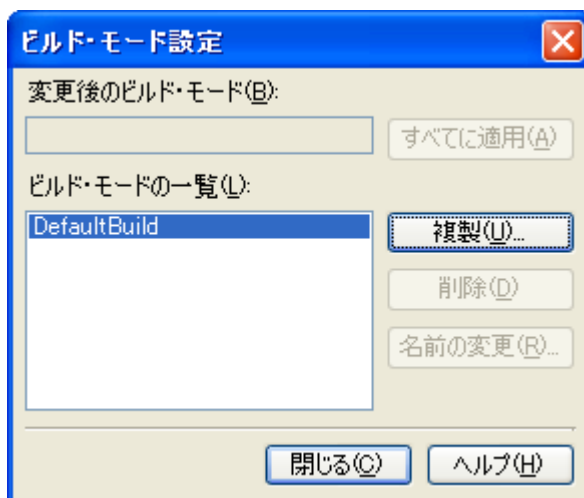 ビルド・モード設定
変更後のビルド・モード(B):
すべてに適用(A)
ビルド・モードの一覧(L):
DefaultBuild
複製(U)...
削除(D)
名前の変更(R)...
閉じる(C)
ヘルプ(H)